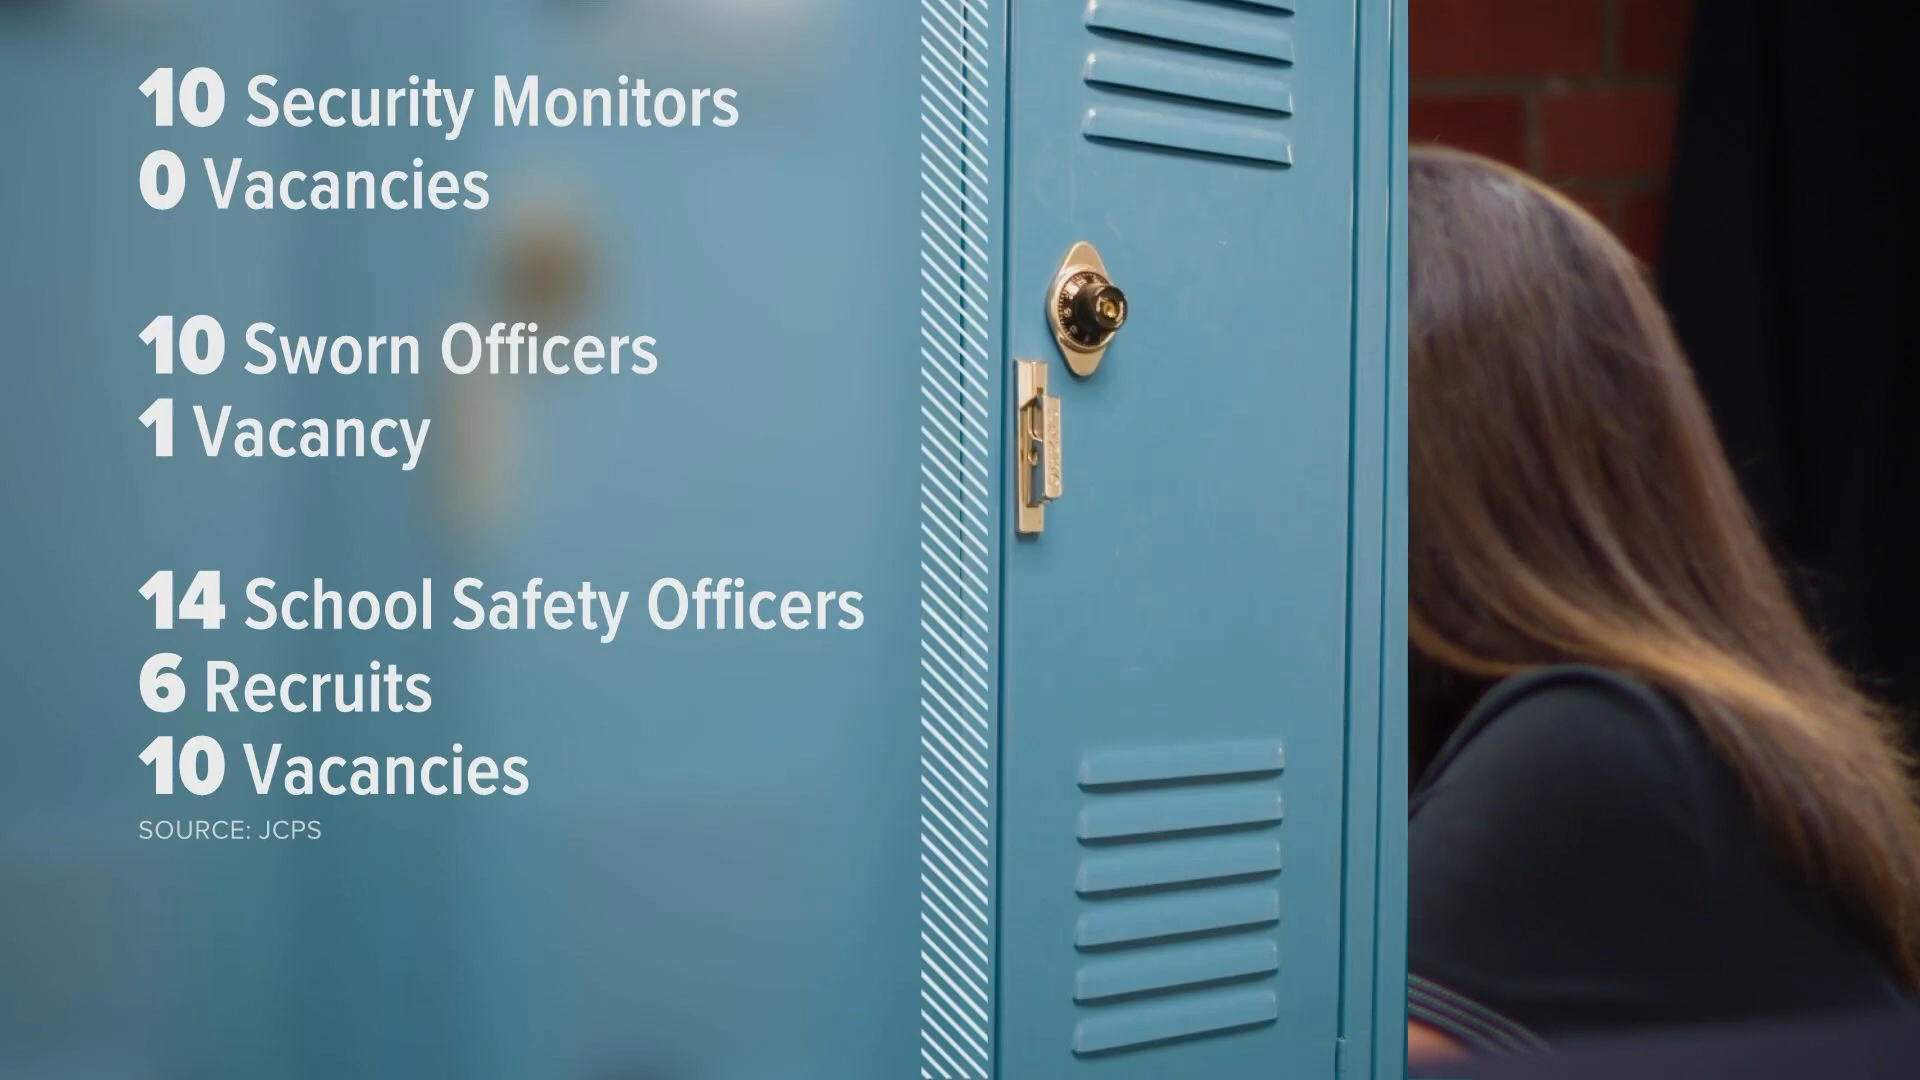 10 Security Monitors
0 Vacancies
10 Sworn Officers
1 Vacancy
14 School Safety Officers
6 Recruits
10 Vacancies
SOURCE: JCPS